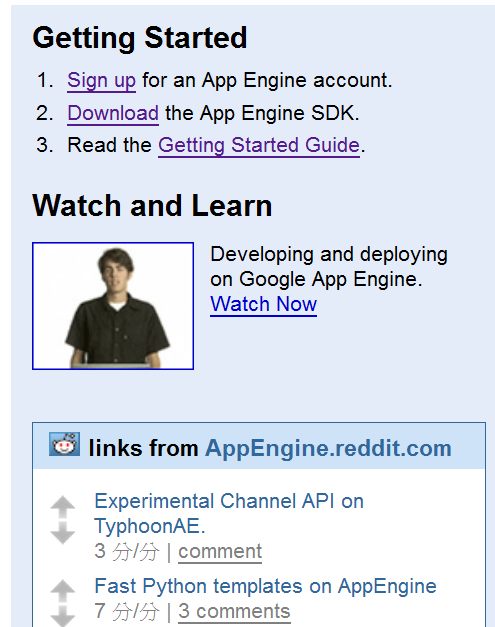 Getting Started
1. Sign up for an App Engine account.
2. Download the App Engine SDK.
3. Read the Getting Started Guide.
Watch and Learn
Developing and deploying
on Google App Engine.
Watch Now
links from AppEngine.reddit.com
Experimental Channel API on
TyphoonAE.
3 分/分 | comment
Fast Python templates on AppEngine
7 分/分 | 3 comments